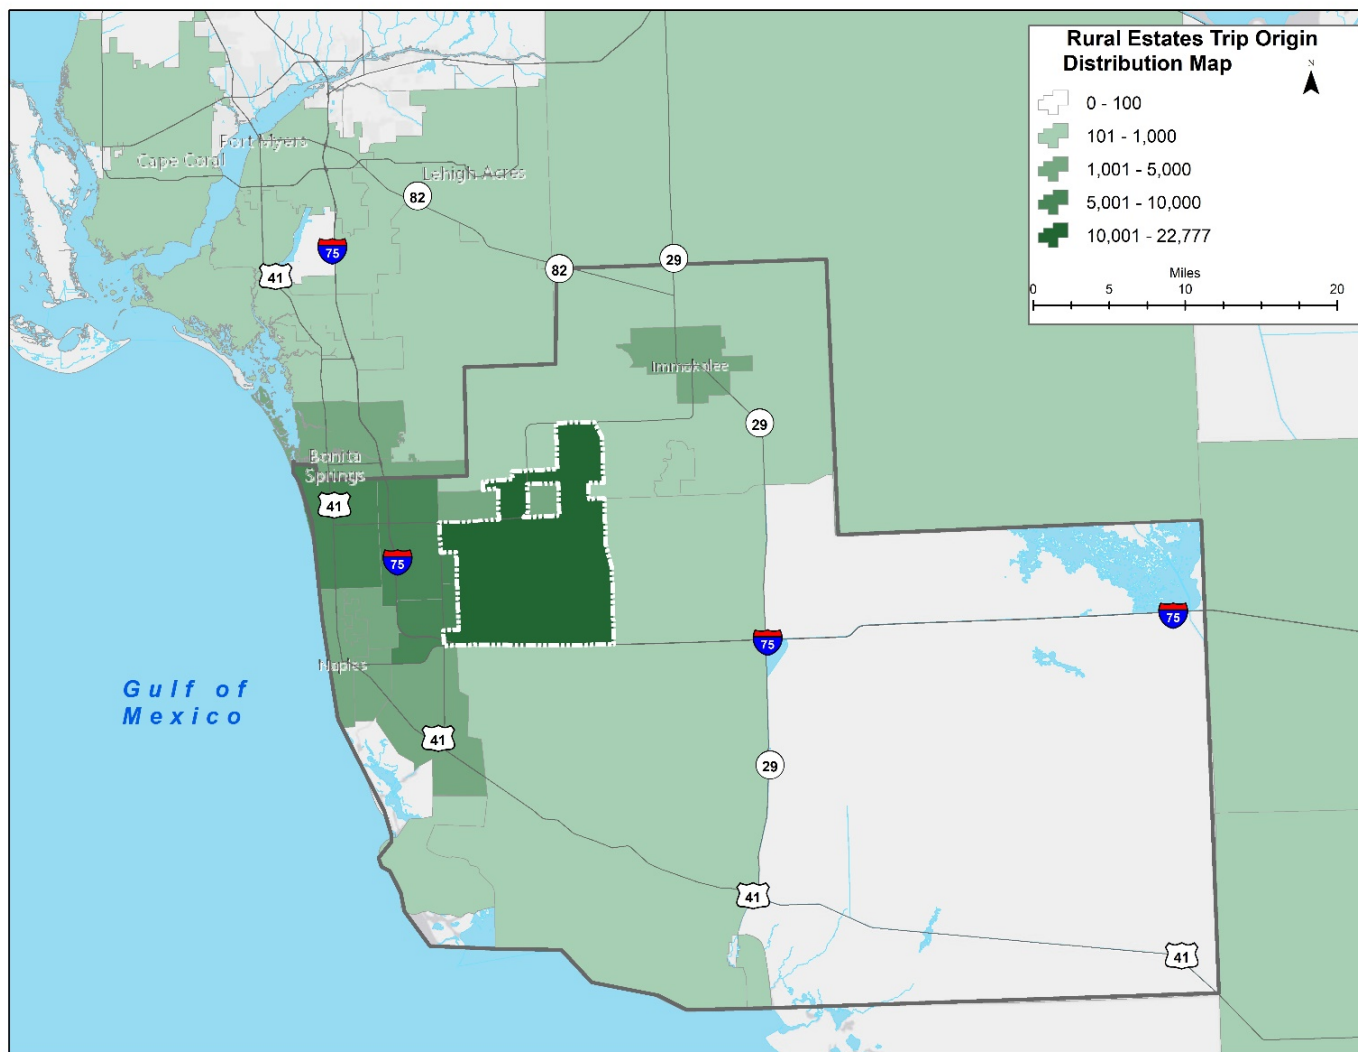 Rural Estates Trip Origin
Distribution Map
N
0 - 100
101 - 1,000
1,001 - 5,000
5,001 - 10,000
10,001 - 22,777
Miles
0 5 10 20
Fort Myers
Cape Coral
Lehigh Acres
82
75
41
82
29
Immokalee
29
Bonita
Springs
41
75
75
75
Naples
Gulf of
Mexico
41
29
41
41